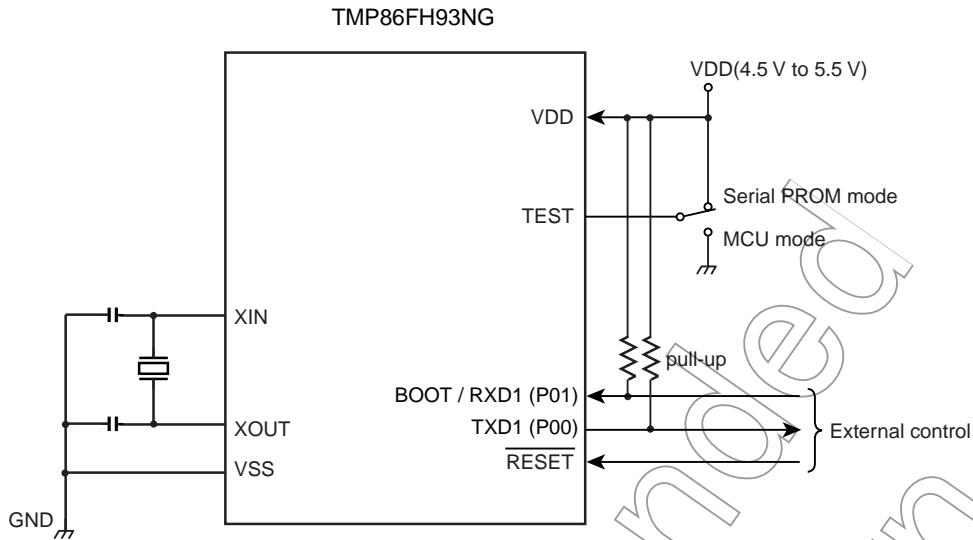 TMP86FH93NG
VDD(4.5 V to 5.5 V)
VDD
Serial PROM mode
TEST
MCU mode
XIN
pull-up
BOOT / RXD1 (P01)
XOUT
TXD1 (P00)
External control
RESET
VSS
GND